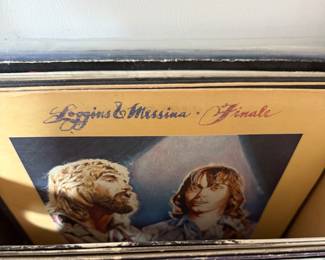 Loggins & Messina · Finale